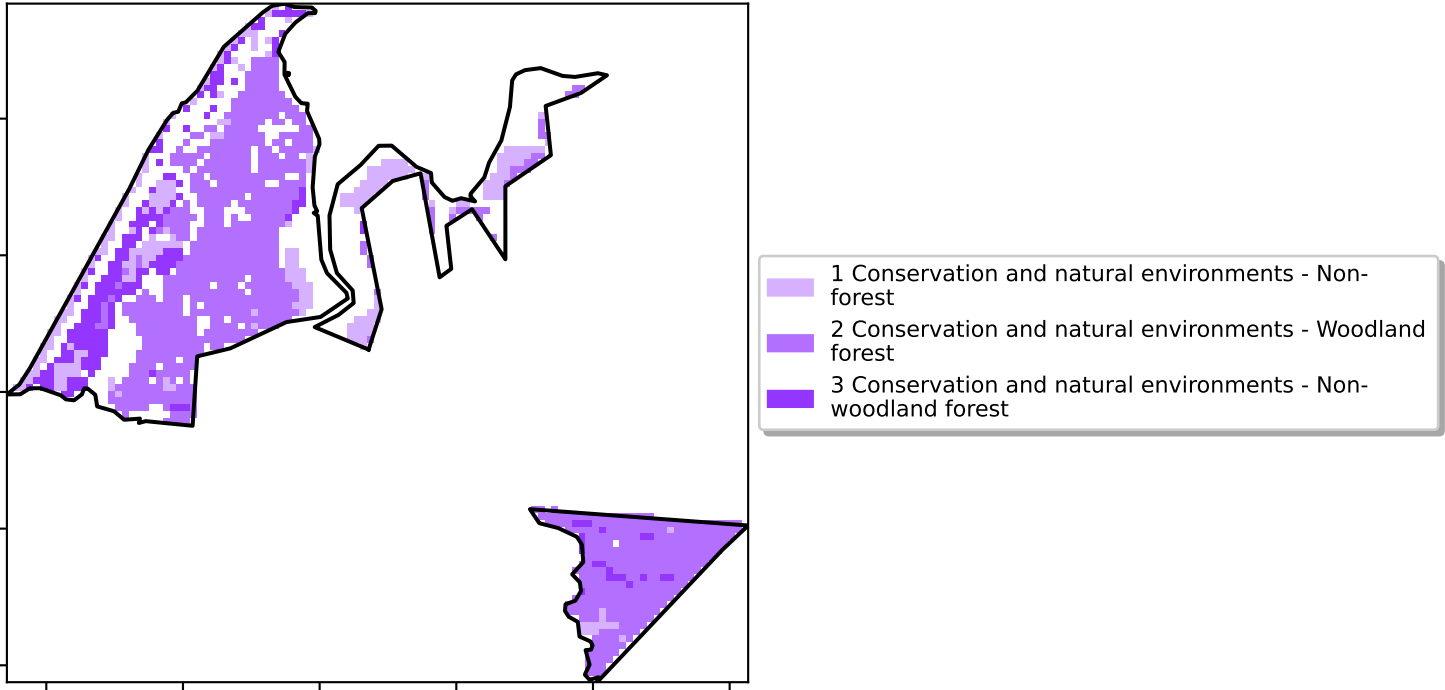 1 Conservation and natural environments - Non-
forest
2 Conservation and natural environments - Woodland
forest
3 Conservation and natural environments - Non-
woodland forest